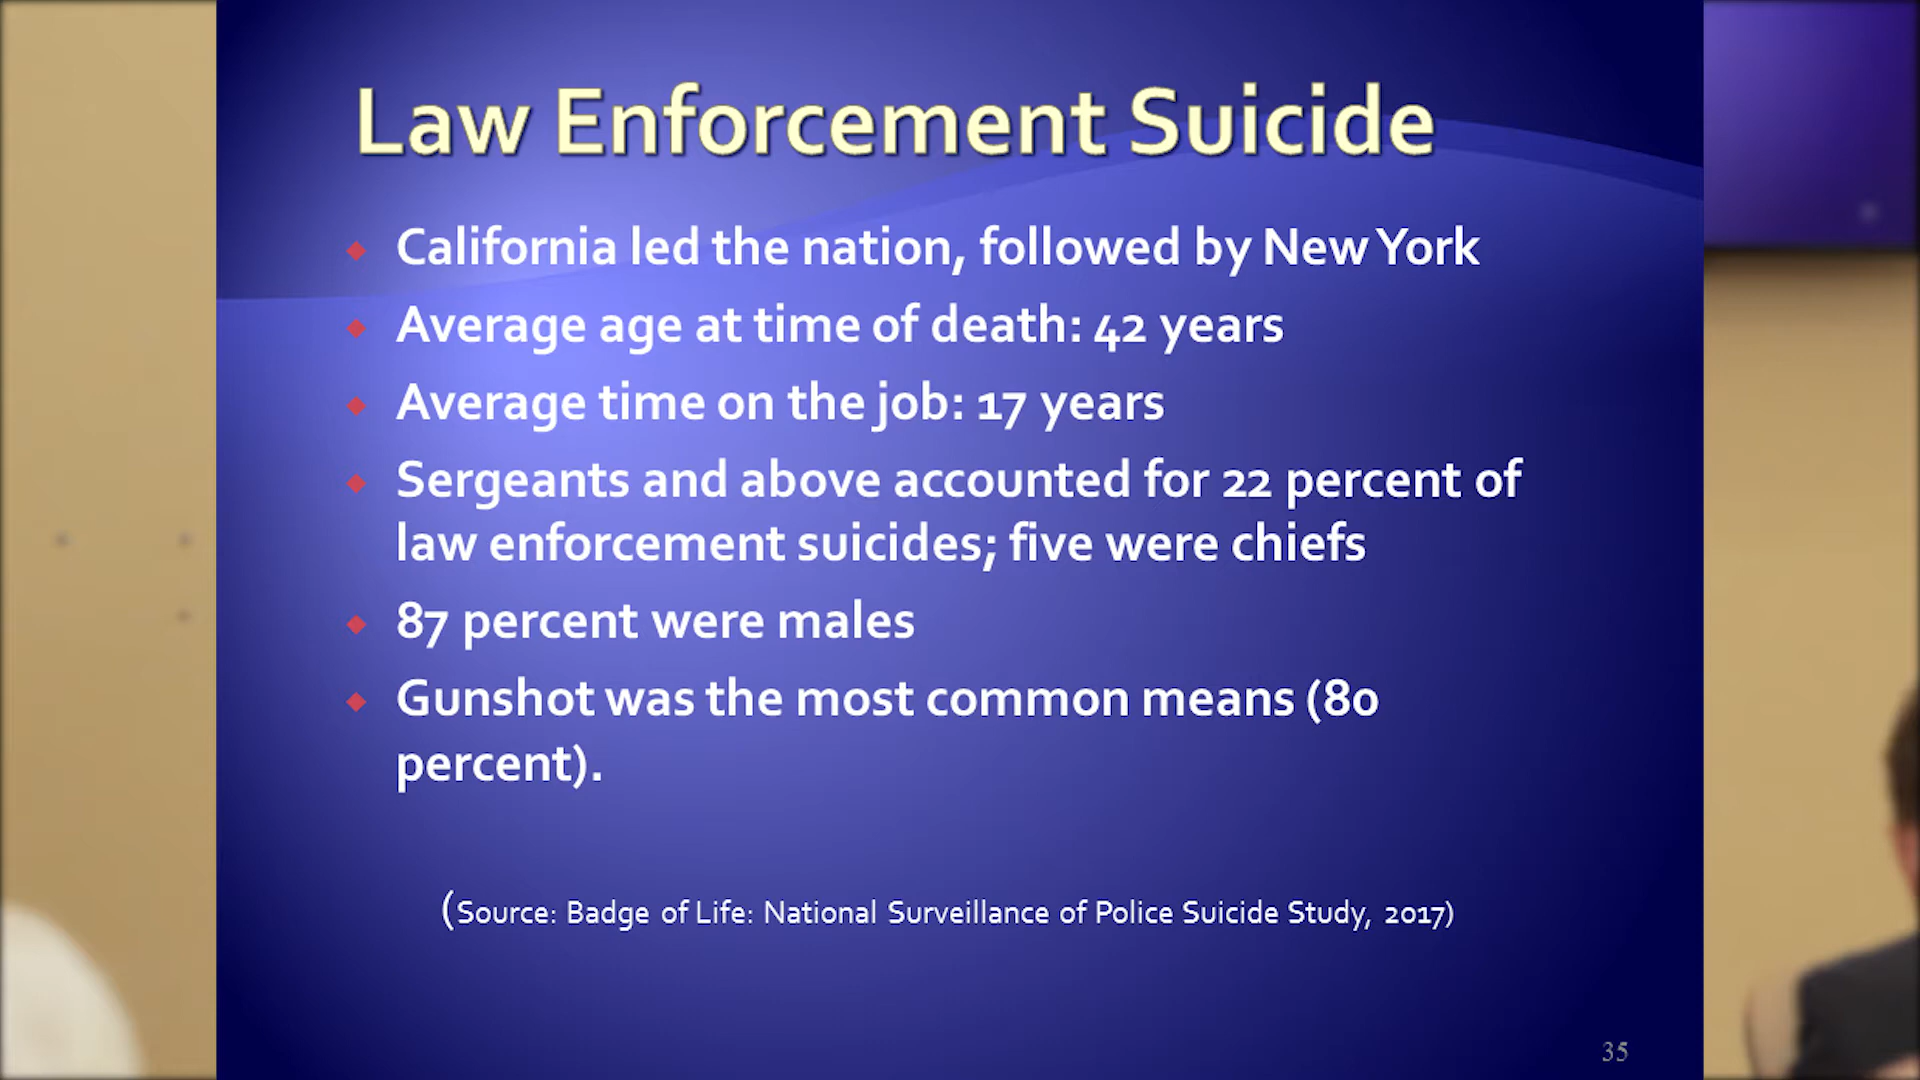 Law Enforcement Suicide
California led the nation, followed by New York
Average age at time of death: 42 years
Average time on the job: 17 years
Sergeants and above accounted for 22 percent of
law enforcement suicides; five were chiefs
87 percent were males
Gunshot was the most common means (80
percent).
(Source: Badge of Life: National Surveillance of Police Suicide Study, 2017)
35